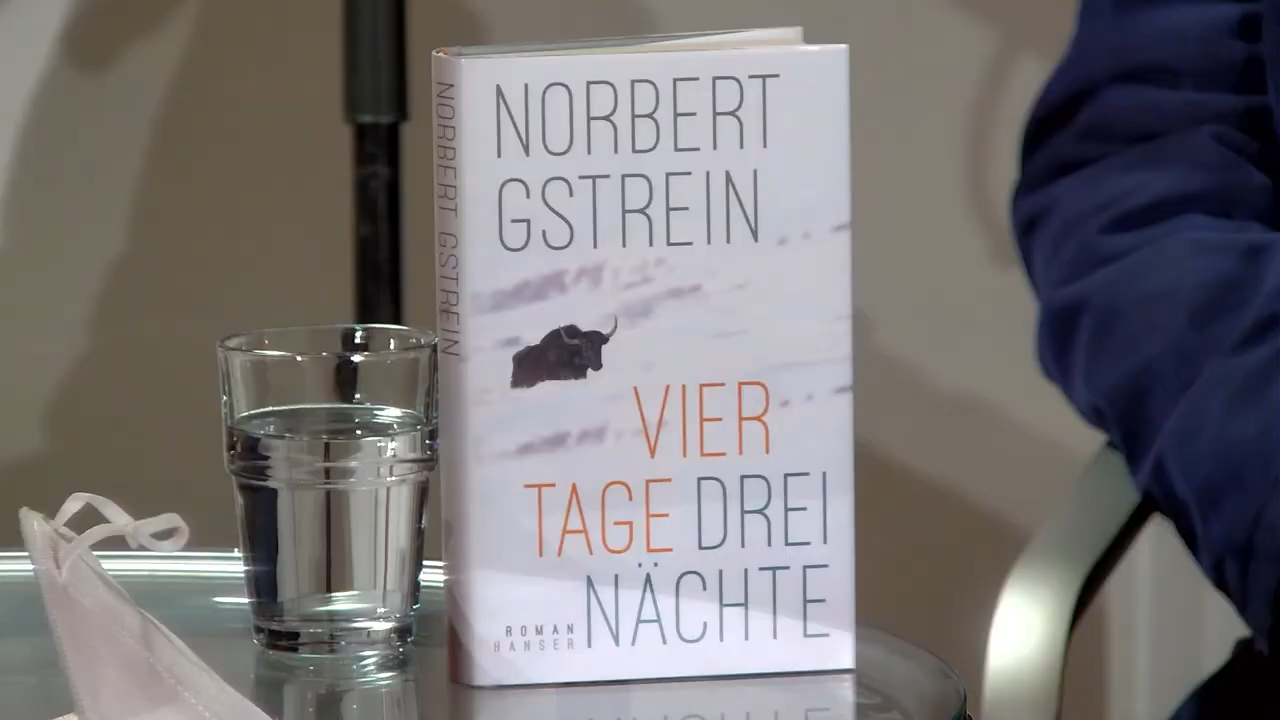 NORBERT
GSTREIN
VIER
TAGE DREI
NÄCHTE
ROMAN
HANSER
NORBERT GSTREIN